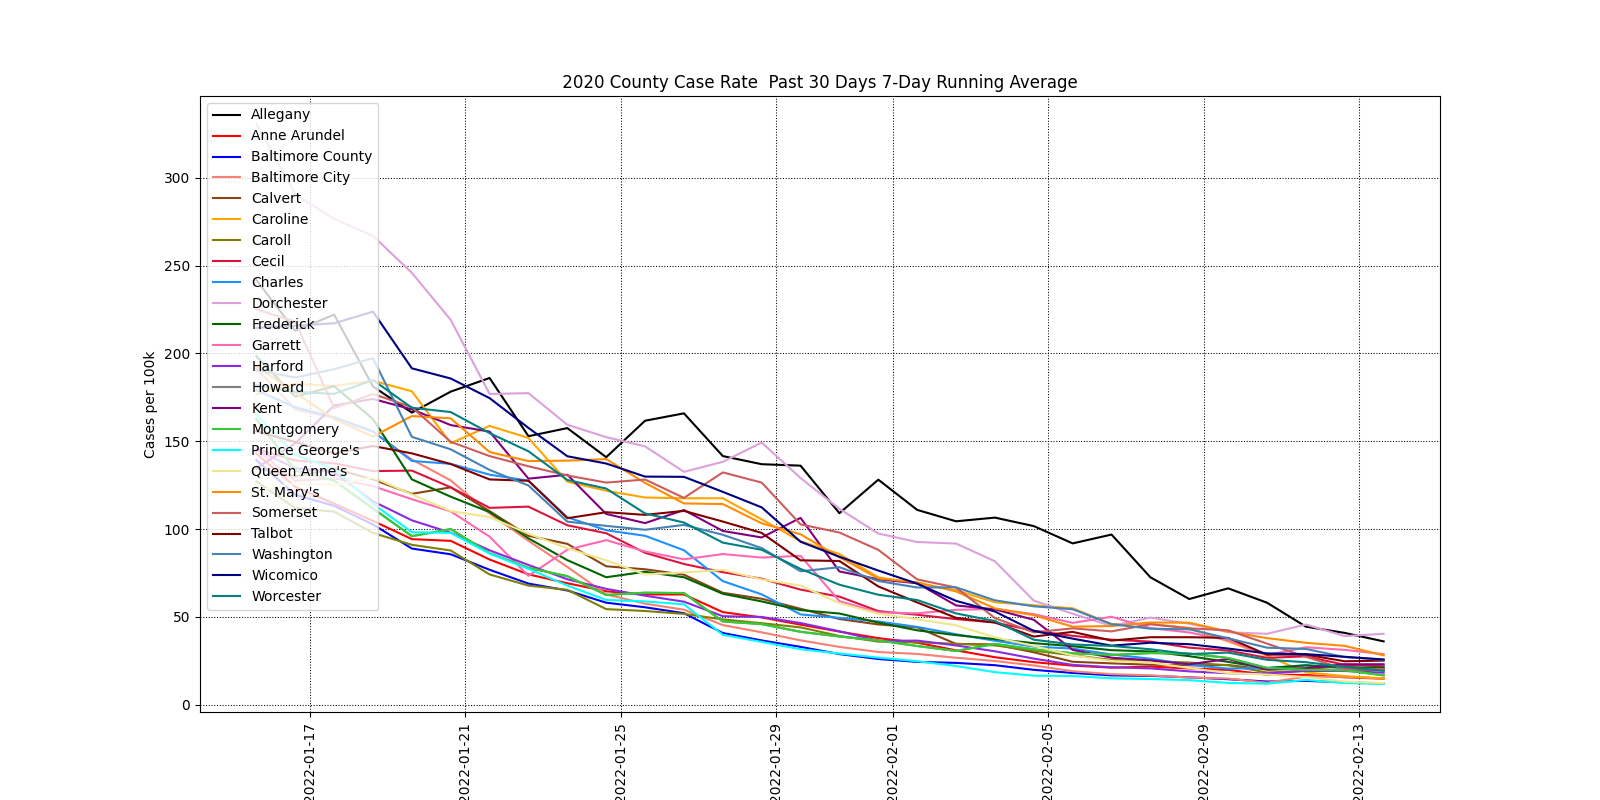 2020 County Case Rate  Past 30 Days 7-Day Running Average
Cases per 100k
300
250
200
150
100
50
0
Allegany
Anne Arundel
Baltimore County
Baltimore City
Calvert
Caroline
Caroll
Cecil
Charles
Dorchester
Frederick
Garrett
Harford
Howard
Kent
Montgomery
Prince George's
Queen Anne's
St. Mary's
Somerset
Talbot
Washington
Wicomico
Worcester
2022-01-17
2022-01-21
2022-01-25
2022-01-29
2022-02-01
2022-02-05
2022-02-09
2022-02-13